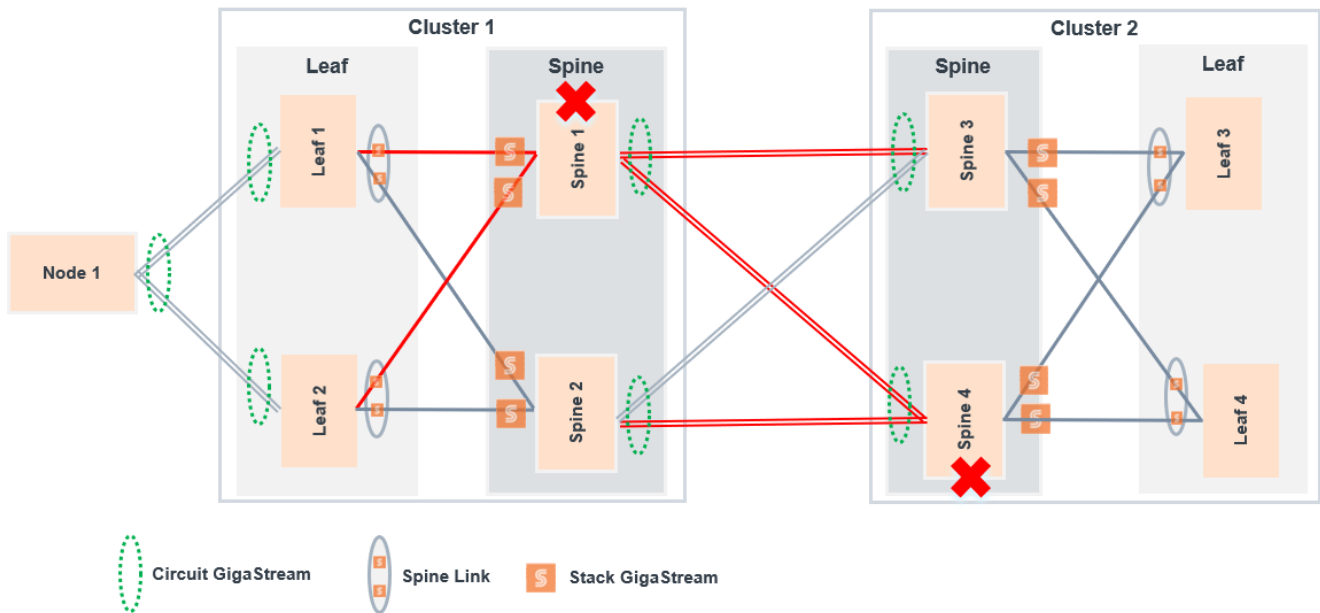 Cluster 1
Cluster 2
Leaf
Spine
Spine
Leaf
Leaf 1
Spine 1
Spine 3
Leaf 3
Node 1
Leaf 2
Spine 2
Spine 4
Leaf 4
Circuit GigaStream
Spine Link
Stack GigaStream